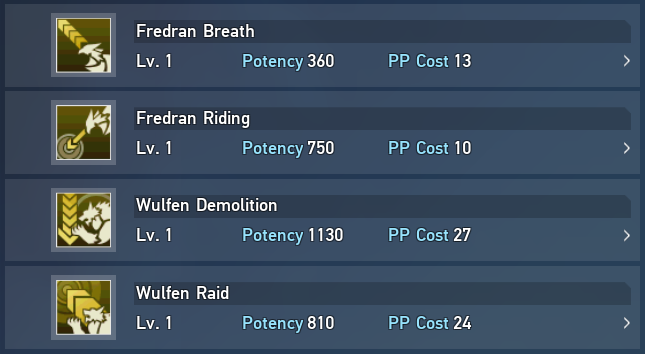 Fredran Breath
Lv. 1 Potency 360 PP Cost 13
Fredran Riding
Lv. 1 Potency 750 PP Cost 10
Wulfen Demolition
Lv. 1 Potency 1130 PP Cost 27
Wulfen Raid
Lv. 1 Potency 810 PP Cost 24